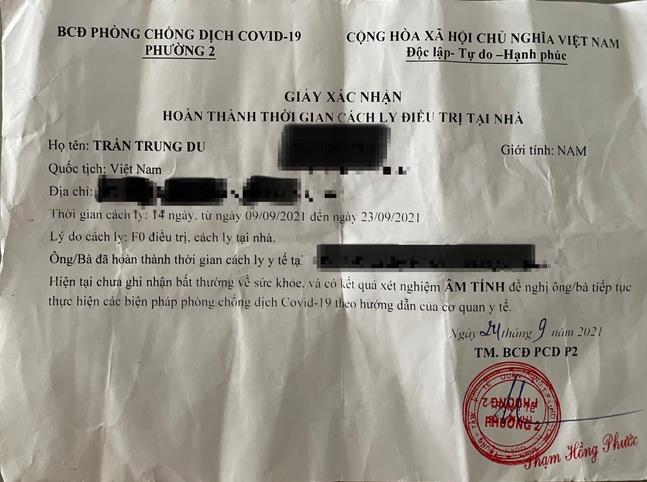 BCĐ PHÒNG CHỐNG DỊCH COVID-19
PHƯỜNG 2
CỘNG HÒA XÃ HỘI CHỦ NGHĨA VIỆT NAM
Độc lập- Tự do –Hạnh phúc
GIẤY XÁC NHẬN
HOÀN THÀNH THỜI GIAN CÁCH LY ĐIỀU TRỊ TẠI NHÀ
Họ tên: TRẦN TRUNG DU
Giới tính: NAM
Quốc tịch: Việt Nam
Địa chỉ:
Thời gian cách ly: 14 ngày, từ ngày 09/09/2021 đến ngày 23/09/2021
Lý do cách ly: F0 điều trị, cách ly tại nhà.
Ông/Bà đã hoàn thành thời gian cách ly y tế tạ
Hiện tại chưa ghi nhận bất thường về sức khỏe, và có kết quả xét nghiệm ÂM TÍNH đề nghị ông/bà tiếp tục
thực hiện các biện pháp phòng chống dịch Covid-19 theo hướng dẫn của cơ quan y tế.
Ngày 24 tháng 9 năm 2021
TM. BCĐ PCD P2
PHƯỜNG 2
Phạm Hồng Phước